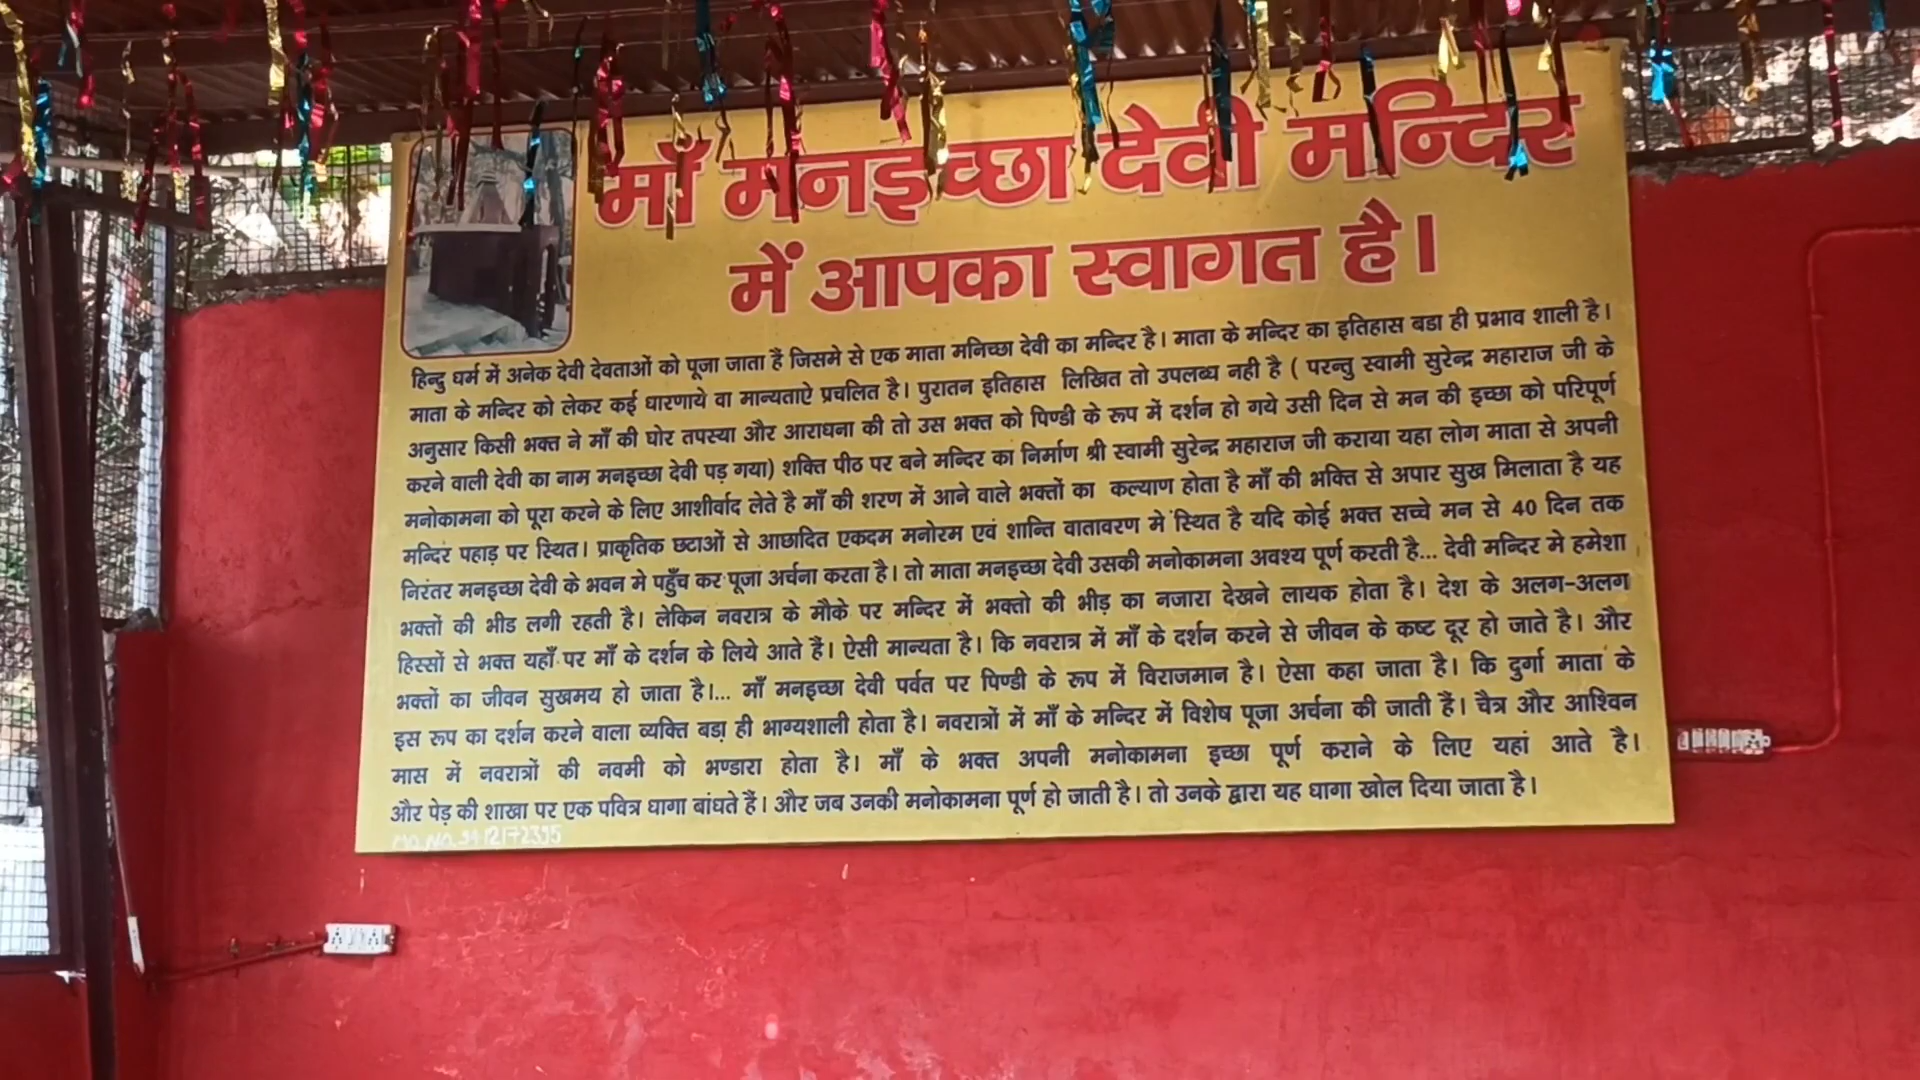 माँ मनइच्छा देवी मन्दिर
में आपका स्वागत है।
हिन्दु धर्म में अनेक देवी देवताओं को पूजा जाता हैं जिसमे से एक माता मनिच्छा देवी का मन्दिर है। माता के मन्दिर का इतिहास बडा ही प्रभाव शाली है।
माता के मन्दिर को लेकर कई धारणाये वा मान्यताऐ प्रचलित है। पुरातन इतिहास लिखित तो उपलब्ध नही है ( परन्तु स्वामी सुरेन्द्र महाराज जी के
अनुसार किसी भक्त ने माँ की घोर तपस्या और आराधना की तो उस भक्त को पिण्डी के रूप में दर्शन हो गये उसी दिन से मन की इच्छा को परिपूर्ण
करने वाली देवी का नाम मनइच्छा देवी पड़ गया) शक्ति पीठ पर बने मन्दिर का निर्माण श्री स्वामी सुरेन्द्र महाराज जी कराया यहा लोग माता से अपनी
मनोकामना को पूरा करने के लिए आशीर्वाद लेते है माँ की शरण में आने वाले भक्तों का कल्याण होता है माँ की भक्ति से अपार सुख मिलाता है यह
मन्दिर पहाड़ पर स्थित। प्राकृतिक छटाओं से आछादित एकदम मनोरम एवं शान्ति वातावरण मे स्थित है यदि कोई भक्त सच्चे मन से 40 दिन तक
निरंतर मनइच्छा देवी के भवन मे पहुँच कर पूजा अर्चना करता है। तो माता मनइच्छा देवी उसकी मनोकामना अवश्य पूर्ण करती है... देवी मन्दिर मे हमेशा
भक्तों की भीड लगी रहती है। लेकिन नवरात्र के मौके पर मन्दिर में भक्तो की भीड़ का नजारा देखने लायक होता है। देश के अलग-अलग
हिस्सों से भक्त यहाँ पर माँ के दर्शन के लिये आते हैं। ऐसी मान्यता है। कि नवरात्र में माँ के दर्शन करने से जीवन के कष्ट दूर हो जाते है। और
भक्तों का जीवन सुखमय हो जाता है।... माँ मनइच्छा देवी पर्वत पर पिण्डी के रूप में विराजमान है। ऐसा कहा जाता है। कि दुर्गा माता के
इस रूप का दर्शन करने वाला व्यक्ति बडा़ ही भाग्यशाली होता है। नवरात्रों में माँ के मन्दिर में विशेष पूजा अर्चना की जाती हैं। चैत्र और आश्विन
मास में नवरात्रों की नवमी को भण्डारा होता है। माँ के भक्त अपनी मनोकामना इच्छा पूर्ण कराने के लिए यहां आते है।
और पेड़ की शाखा पर एक पवित्र धागा बांधते हैं। और जब उनकी मनोकामना पूर्ण हो जाती है। तो उनके द्वारा यह धागा खोल दिया जाता है।
MO. NO.